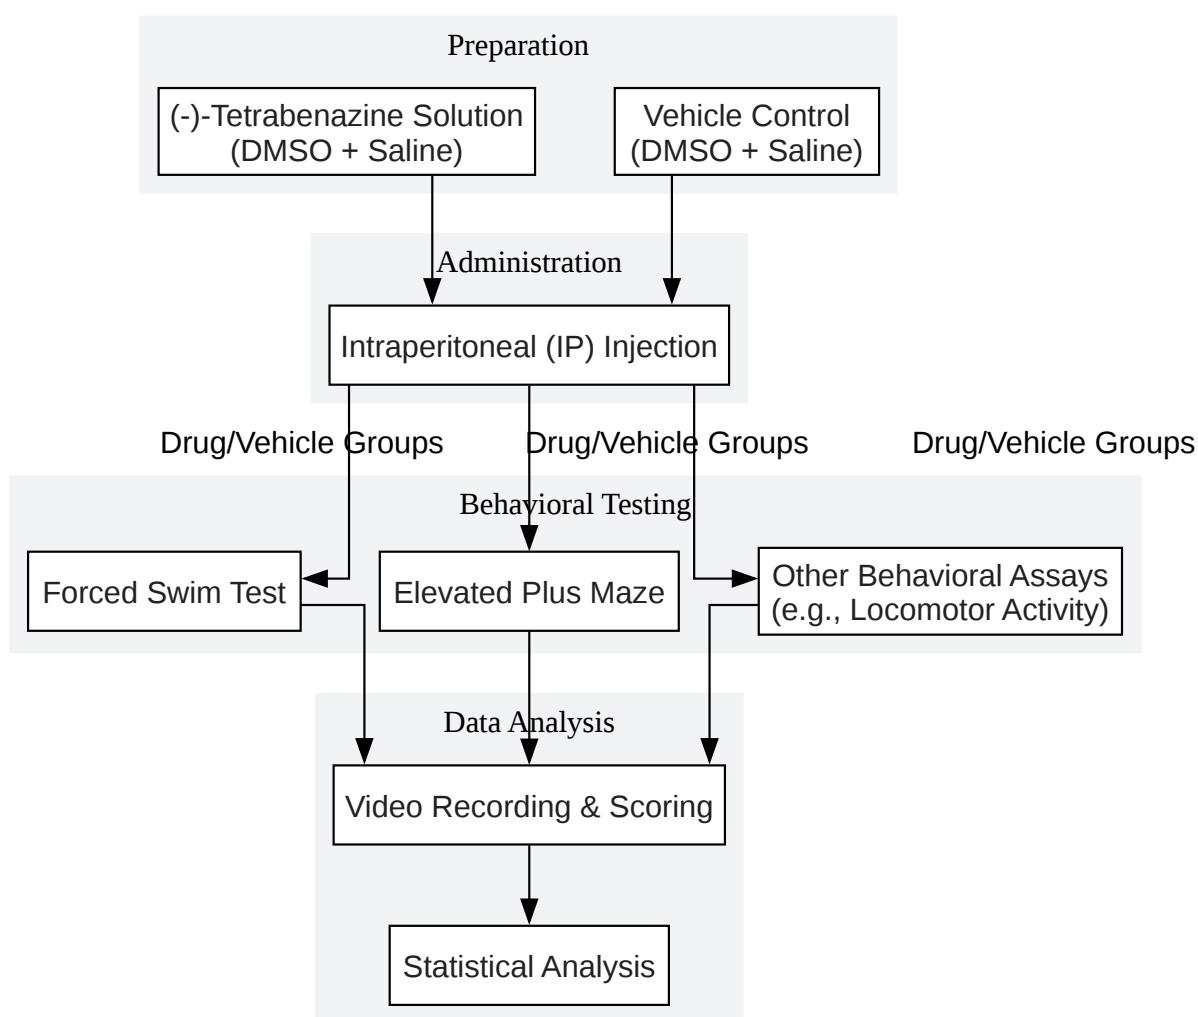 Preparation
(-)-Tetrabenazine Solution
(DMSO + Saline)
Vehicle Control
(DMSO + Saline)
Administration
Intraperitoneal (IP) Injection
Drug/Vehicle Groups
Drug/Vehicle Groups
Drug/Vehicle Groups
Behavioral Testing
Forced Swim Test
Elevated Plus Maze
Other Behavioral Assays
(e.g., Locomotor Activity)
Data Analysis
Video Recording & Scoring
Statistical Analysis